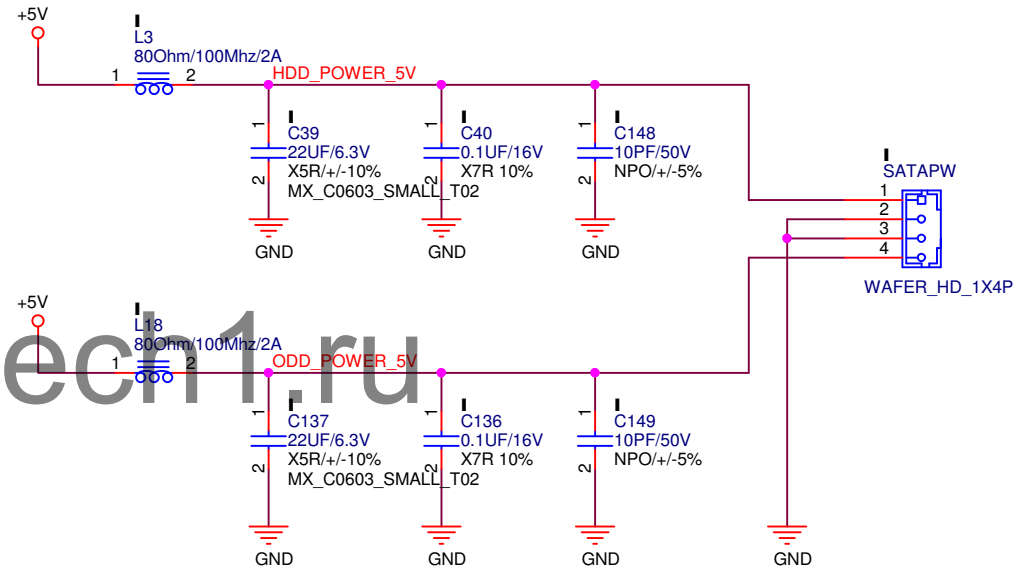 +5V
L3
80Ohm/100Mhz/2A
1
2
HDD_POWER_5V
1
C39
22UF/6.3V
X5R/+/-10%
MX_C0603_SMALL_T02
2
GND
1
C40
0.1UF/16V
X7R 10%
2
GND
1
C148
10PF/50V
NPO/+/-5%
2
GND
SATAPW
1
2
3
4
WAFER_HD_1X4P
+5V
L18
80Ohm/100Mhz/2A
1
2
ODD_POWER_5V
ech1.ru
1
C137
22UF/6.3V
X5R/+/-10%
MX_C0603_SMALL_T02
2
GND
1
C136
0.1UF/16V
X7R 10%
2
GND
1
C149
10PF/50V
NPO/+/-5%
2
GND
GND